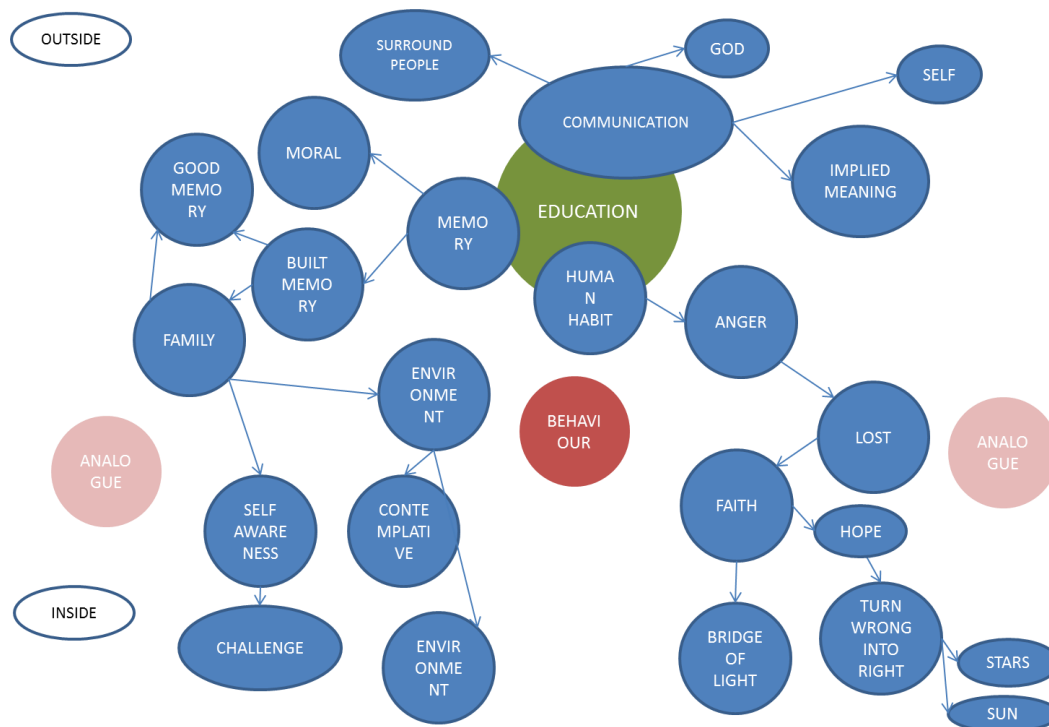 OUTSIDE
SURROUND
PEOPLE
GOD
SELF
COMMUNICATION
MORAL
GOOD
MEMO
RY
IMPLIED
MEANING
EDUCATION
MEMO
RY
BUILT
MEMO
RY
HUMA
N
HABIT
ANGER
FAMILY
ENVIR
ONME
NT
BEHAVI
OUR
LOST
ANALO
GUE
ANALO
GUE
SELF
AWARE
NESS
CONTE
MPLATI
VE
FAITH
HOPE
INSIDE
TURN
WRONG
INTO
RIGHT
CHALLENGE
ENVIR
ONME
NT
BRIDGE
OF
LIGHT
STARS
SUN